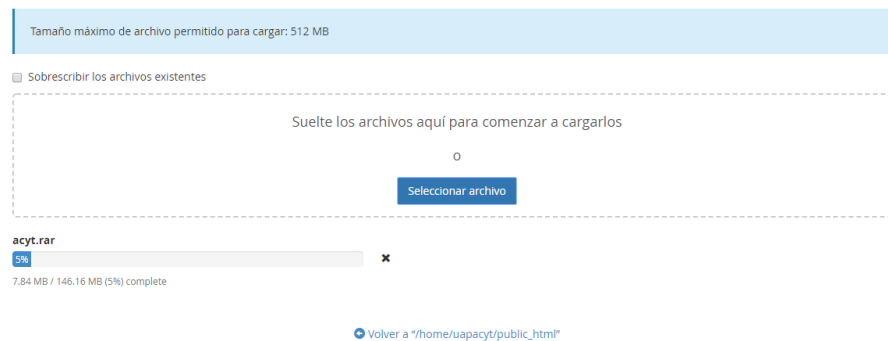 Tamaño máximo de archivo permitido para cargar: 512 MB
Sobrescribir los archivos existentes
Suelte los archivos aquí para comenzar a cargarlos
o
Seleccionar archivo
acyt.rar
5%
7.84 MB / 146.16 MB (5%) complete
Volver a “/home/uapacyt/public_html”